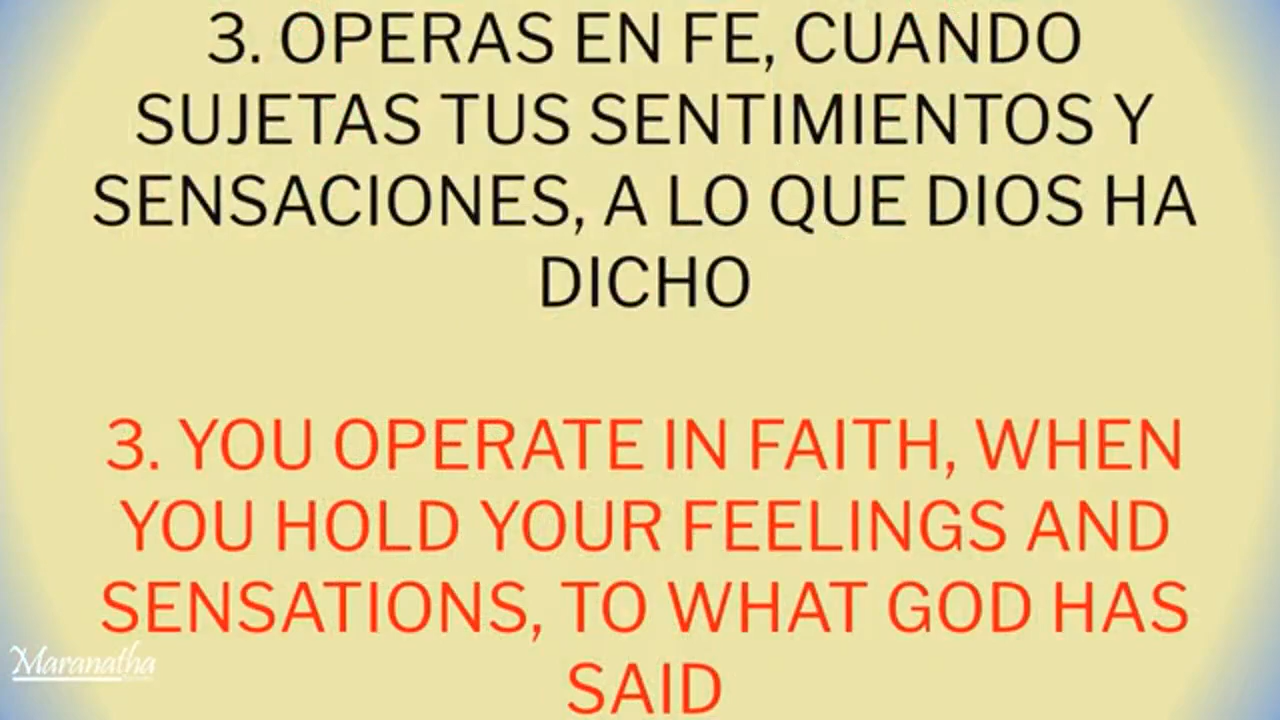 3. OPERAS EN FE, CUANDO
SUJETAS TUS SENTIMIENTOS Y
SENSACIONES, A LO QUE DIOS HA
DICHO
3. YOU OPERATE IN FAITH, WHEN
YOU HOLD YOUR FEELINGS AND
SENSATIONS, TO WHAT GOD HAS
SAID
Maranatha